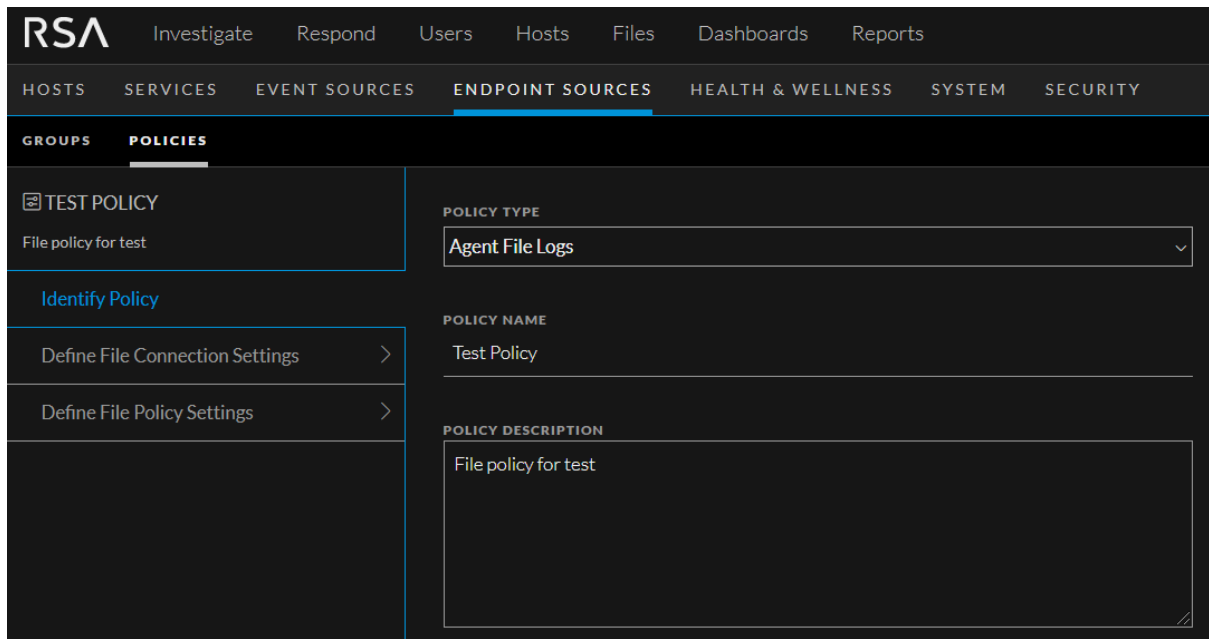 RSA Investigate Respond Users Hosts Files Dashboards Reports
HOSTS SERVICES EVENT SOURCES ENDPOINT SOURCES HEALTH & WELLNESS SYSTEM SECURITY
GROUPS POLICIES
TEST POLICY
File policy for test
Identify Policy
Define File Connection Settings
Define File Policy Settings
POLICY TYPE
Agent File Logs
POLICY NAME
Test Policy
POLICY DESCRIPTION
File policy for test